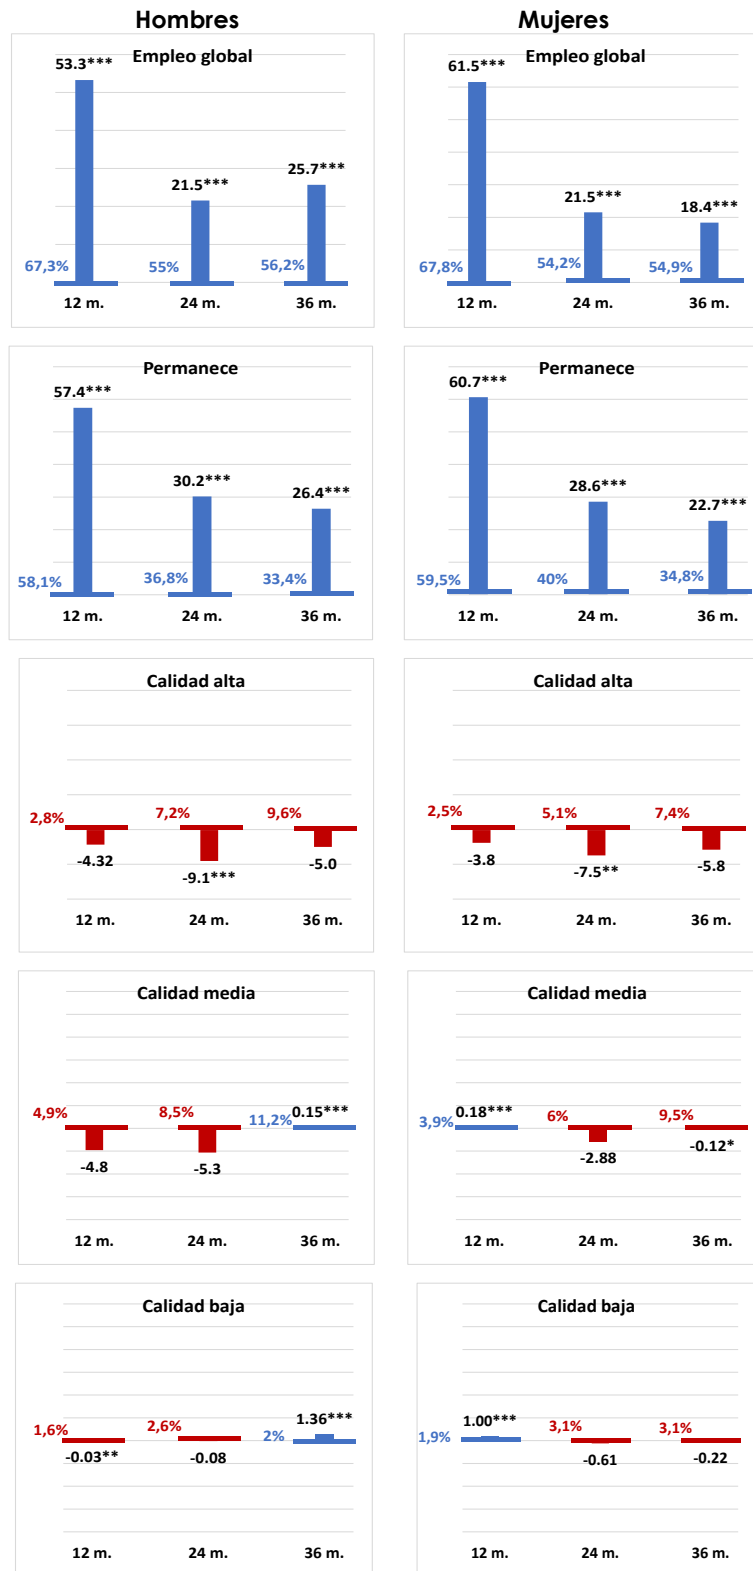 Hombres
Mujeres
Empleo global
53.3***
21.5***
25.7***
67,3%
55%
56,2%
12 m.
24 m.
36 m.
Empleo global
61.5***
21.5***
18.4***
67,8%
54,2%
54,9%
12 m.
24 m.
36 m.
Permanece
57.4***
30.2***
26.4***
58,1%
36,8%
33,4%
12 m.
24 m.
36 m.
Permanece
60.7***
28.6***
22.7***
59,5%
40%
34,8%
12 m.
24 m.
36 m.
Calidad alta
2,8%
7,2%
9,6%
-4.32
-9.1***
-5.0
12 m.
24 m.
36 m.
Calidad alta
2,5%
5,1%
7,4%
-3.8
-7.5**
-5.8
12 m.
24 m.
36 m.
Calidad media
4,9%
8,5%
11,2%
0.15***
-4.8
-5.3
12 m.
24 m.
36 m.
Calidad media
3,9%
0.18***
6%
9,5%
-2.88
-0.12*
12 m.
24 m.
36 m.
Calidad baja
1,6%
2,6%
2%
1.36***
-0.03**
-0.08
12 m.
24 m.
36 m.
Calidad baja
1,9%
1.00***
3,1%
3,1%
-0.61
-0.22
12 m.
24 m.
36 m.